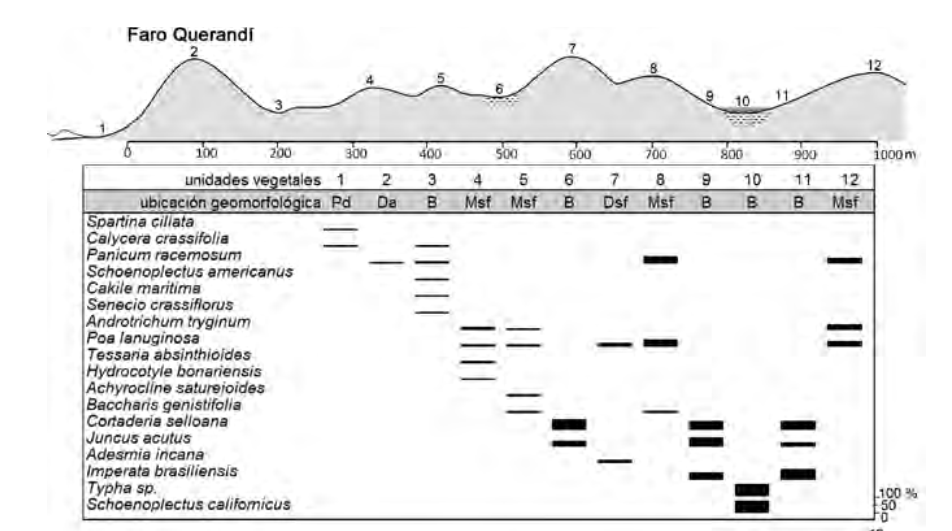 Faro Querandí
1 2 3 4 5 6 7 8 9 10 11 12
0 100 200 300 400 500 600 700 800 900 1000m
unidades vegetales 1 2 3 4 5 6 7 8 9 10 11 12
ubicación geomorfológica Pd Da B Msf Msf B Dsf Msf B B B Msf
Spartina ciliata
Calycera crassifolia
Panicum racemosum
Schoenoplectus americanus
Cakile maritima
Senecio crassiflorus
Androtrichum tryginum
Poa lanuginosa
Tessaria absinthioides
Hydrocotyle bonariensis
Achyrocline saturejoides
Baccharis genistifolia
Cortaderia selloana
Juncus acutus
Adesmia incana
Imperata brasiliensis
Typha sp.
Schoenoplectus californicus
100 %
50
0